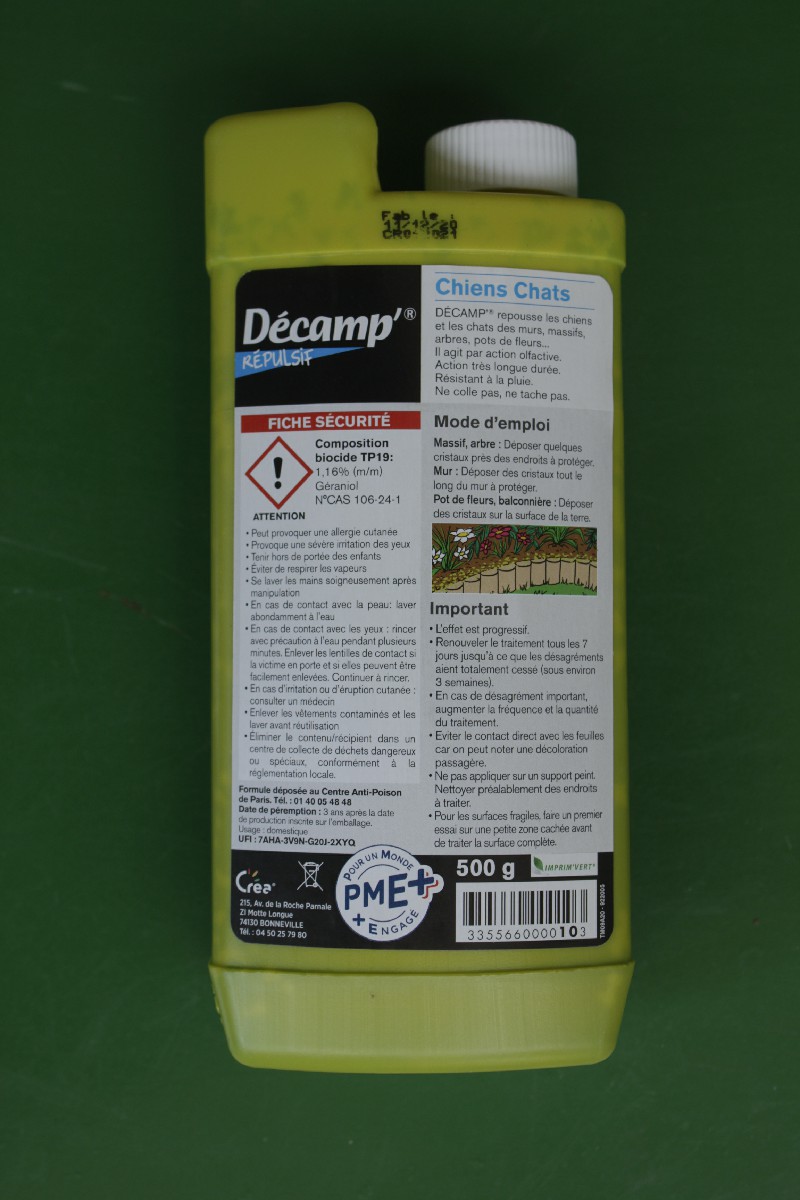 Fab le :
11/12/20
Décamp'®
RÉPULSIF
Chiens Chats
DÉCAMP'® repousse les chiens
et les chats des murs, massifs,
arbres, pots de fleurs...
Il agit par action olfactive.
Action très longue durée.
Résistant à la pluie.
Ne colle pas, ne tache pas.
FICHE SÉCURITÉ
!
ATTENTION
Composition
biocide TP19:
1,16% (m/m)
Géraniol
N°CAS 106-24-1
• Peut provoquer une allergie cutanée
• Provoque une sévère irritation des yeux
• Tenir hors de portée des enfants
• Éviter de respirer les vapeurs
• Se laver les mains soigneusement après
manipulation
• En cas de contact avec la peau: laver
abondamment à l'eau
• En cas de contact avec les yeux : rincer
avec précaution à l'eau pendant plusieurs
minutes. Enlever les lentilles de contact si
la victime en porte et si elles peuvent être
facilement enlevées. Continuer à rincer.
• En cas d'irritation ou d'éruption cutanée :
consulter un médecin
• Enlever les vêtements contaminés et les
laver avant réutilisation
• Éliminer le contenu/récipient dans un
centre de collecte de déchets dangereux
ou spéciaux, conformément à la
réglementation locale.
Formule déposée au Centre Anti-Poison
de Paris. Tél. : 01 40 05 48 48
Date de péremption : 3 ans après la date
de production inscrite sur l'emballage.
Usage : domestique
UFI : 7AHA-3V9N-G20J-2XYQ
Mode d'emploi
Massif, arbre : Déposer quelques
cristaux près des endroits à protéger.
Mur : Déposer des cristaux tout le
long du mur à protéger.
Pot de fleurs, balconnière : Déposer
des cristaux sur la surface de la terre.
Important
• L'effet est progressif.
• Renouveler le traitement tous les 7
jours jusqu'à ce que les désagréments
aient totalement cessé (sous environ
3 semaines).
• En cas de désagrément important,
augmenter la fréquence et la quantité
du traitement.
• Eviter le contact direct avec les feuilles
car on peut noter une décoloration
passagère.
• Ne pas appliquer sur un support peint.
Nettoyer préalablement des endroits
à traiter.
• Pour les surfaces fragiles, faire un premier
essai sur une petite zone cachée avant
de traiter la surface complète.
Créa®
215, Av. de la Roche Parnale
ZI Motte Longue
74130 BONNEVILLE
Tél. : 04 50 25 79 80
POUR UN MONDE
PME+
+ ENGAGÉ
500 g
IMPRIM'VERT®
3355660000103